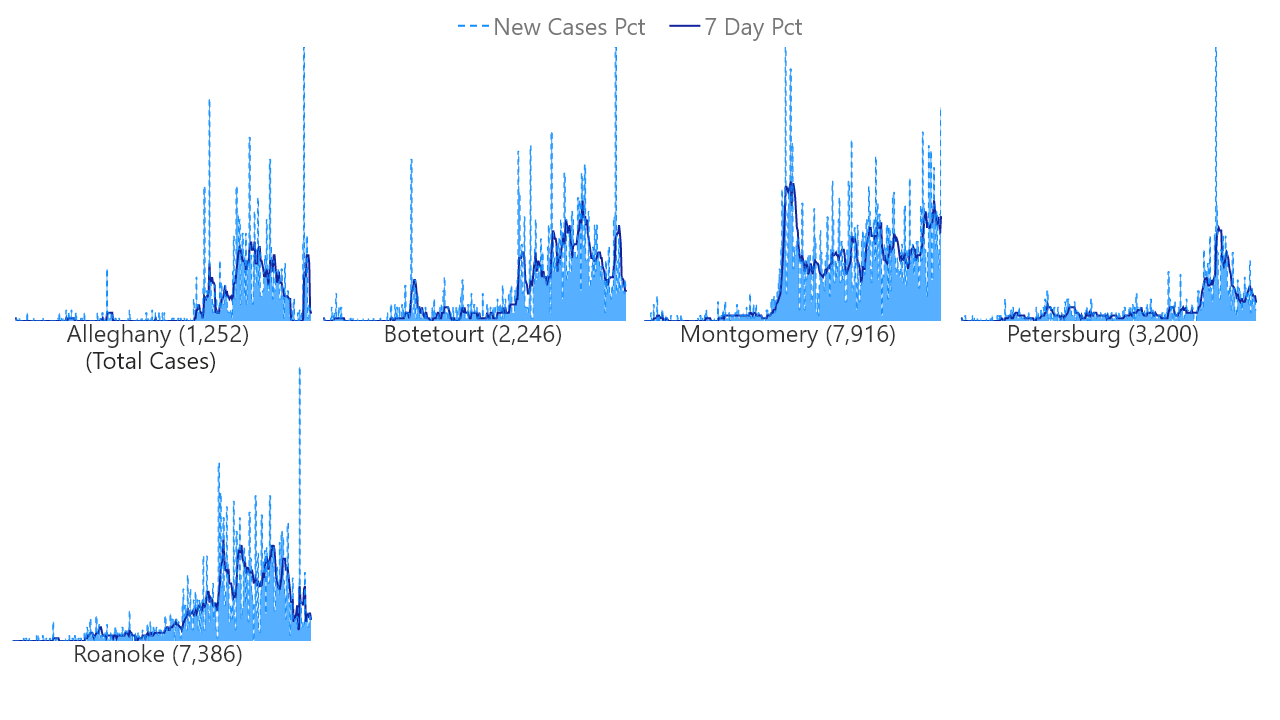 New Cases Pct 7 Day Pct
Alleghany (1,252) Botetourt (2,246) Montgomery (7,916) Petersburg (3,200)
(Total Cases)
Roanoke (7,386)